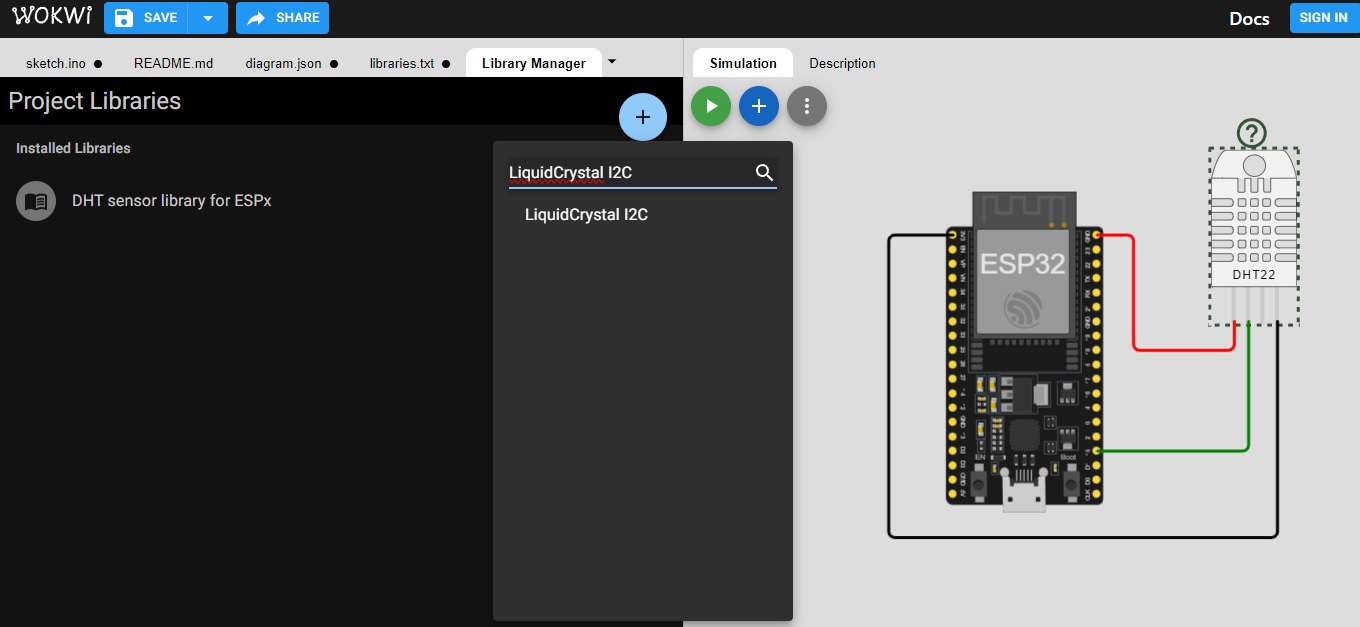 WOKWi
SAVE
SHARE
Docs
SIGN IN
sketch.ino ●
README.md
diagram.json ●
libraries.txt ●
Library Manager
Simulation
Description
Project Libraries
Installed Libraries
DHT sensor library for ESPx
LiquidCrystal I2C
LiquidCrystal I2C
?
DHT22
ESP32
EN
Boot